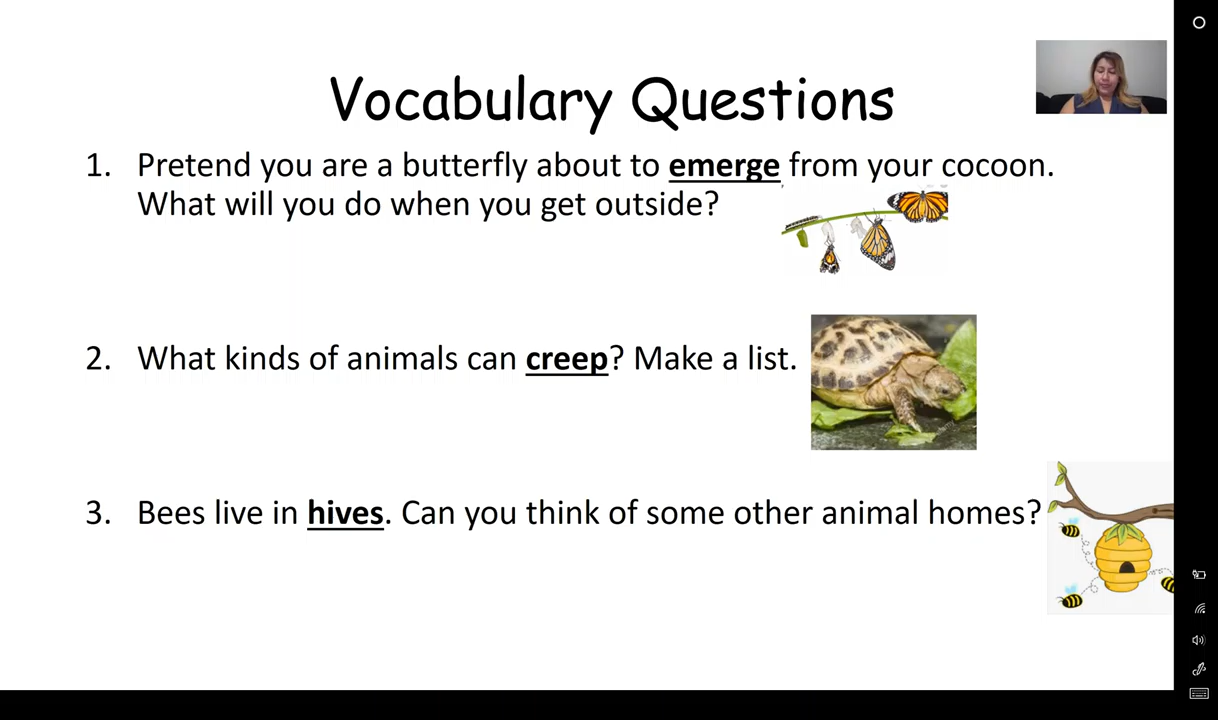 Vocabulary Questions
1. Pretend you are a butterfly about to emerge from your cocoon.
What will you do when you get outside?
2. What kinds of animals can creep? Make a list.
3. Bees live in hives. Can you think of some other animal homes?